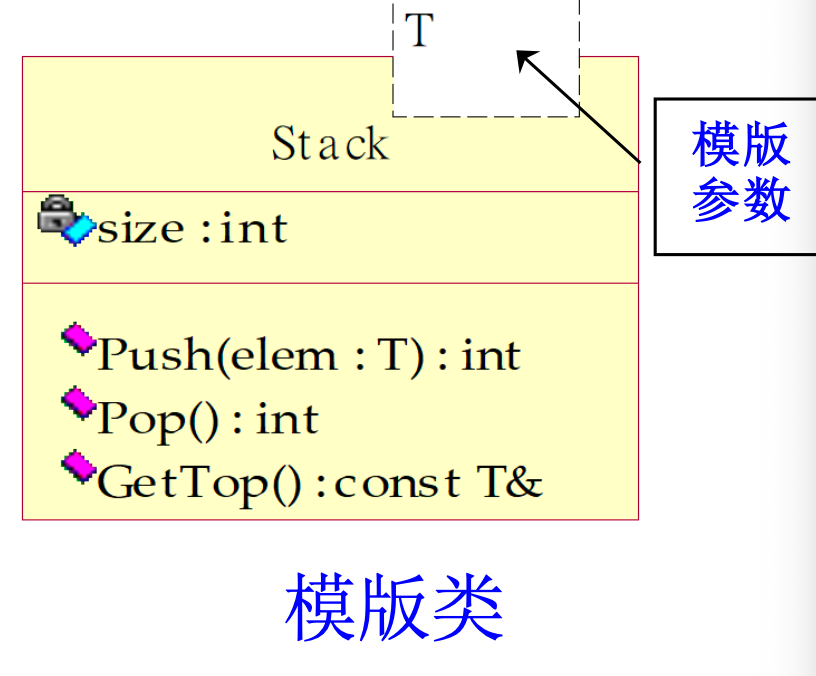 T
Stack
模版
参数
size : int
Push(elem : T) : int
Pop() : int
GetTop() : const T&
模版类